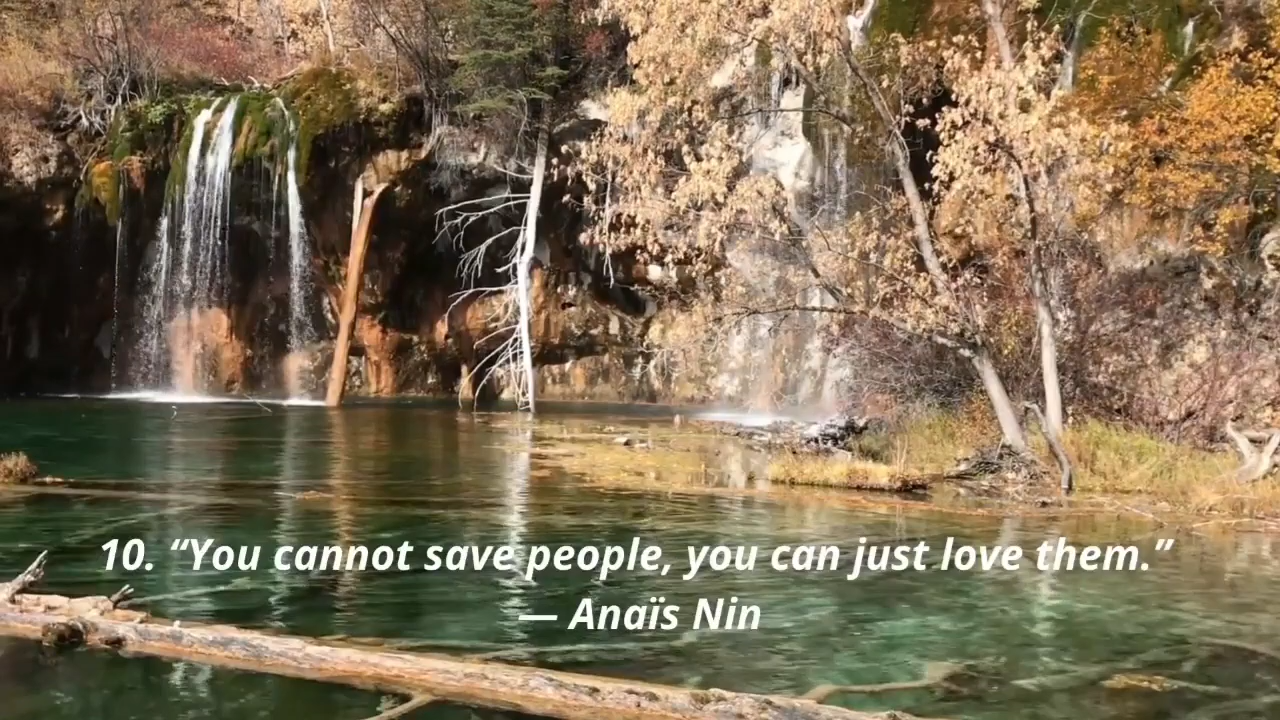 10. “You cannot save people, you can just love them.”
— Anaïs Nin